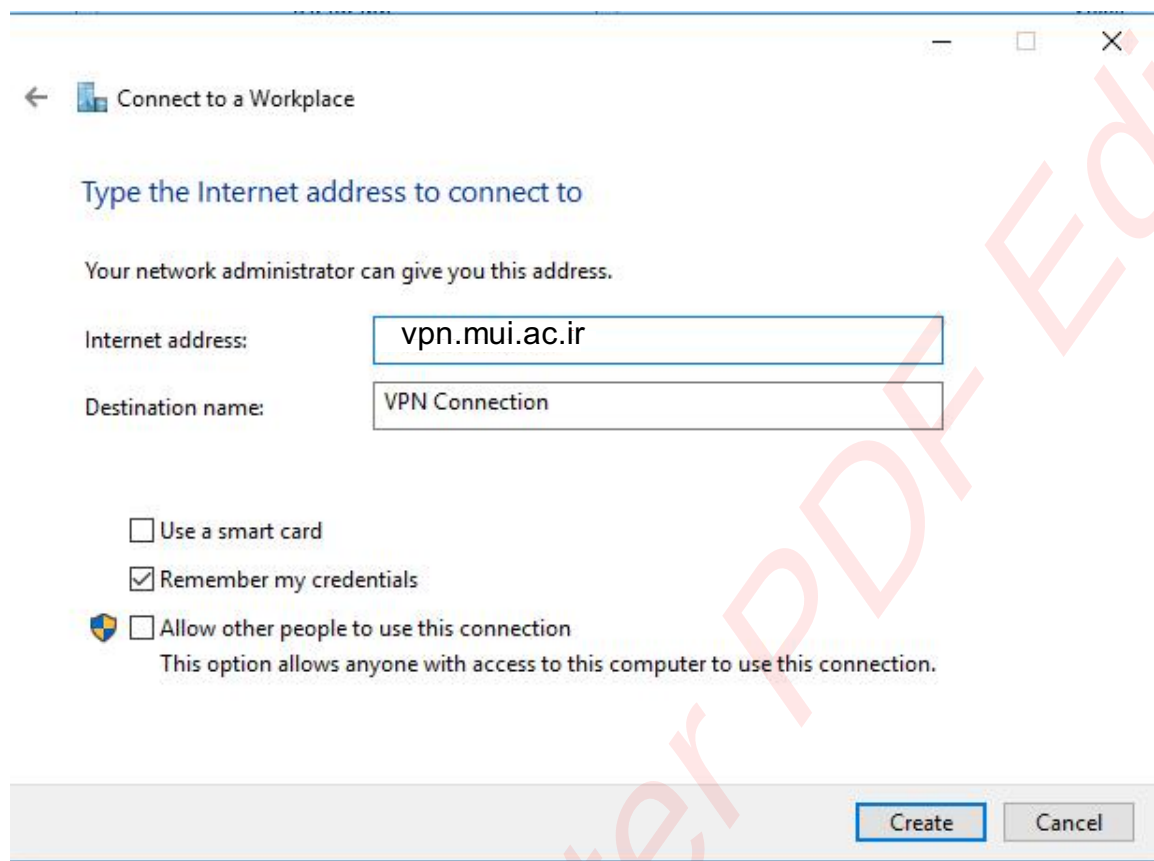 Connect to a Workplace
Type the Internet address to connect to
Your network administrator can give you this address.
Internet address: vpn.mui.ac.ir
Destination name: VPN Connection
Use a smart card
Remember my credentials
Allow other people to use this connection
This option allows anyone with access to this computer to use this connection.
Create Cancel
PDF